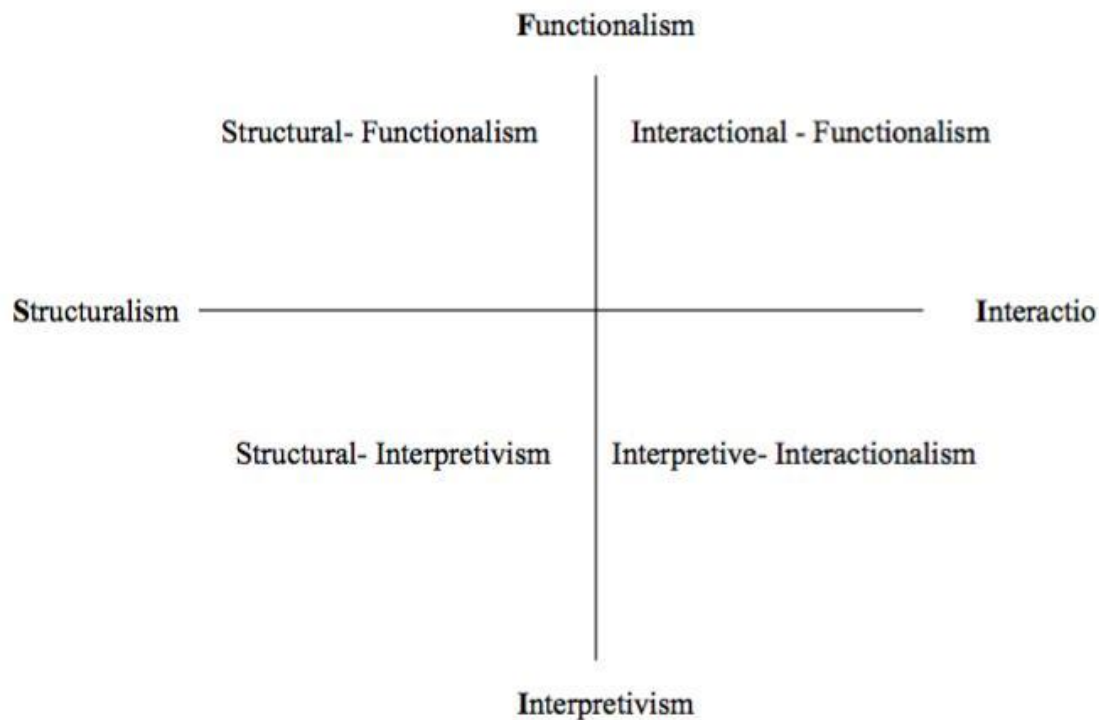 Functionalism
Structural- Functionalism Interactional - Functionalism
Structuralism Interactio
Structural- Interpretivism Interpretive- Interactionalism
Interpretivism